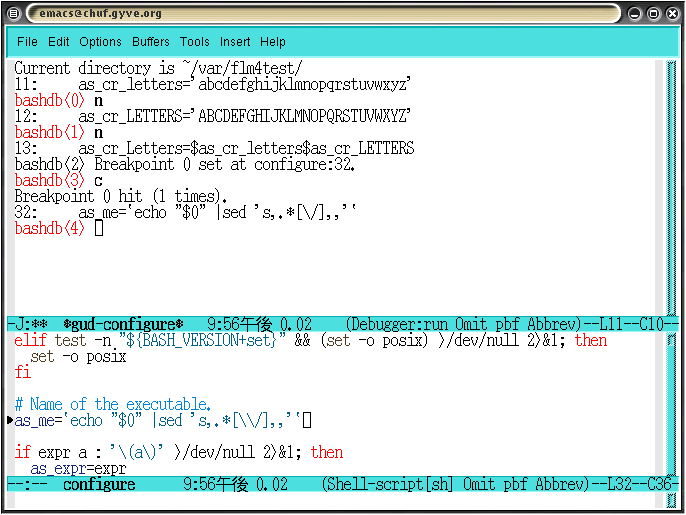 emacs@chuf.gyve.org
File Edit Options Buffers Tools Insert Help
Current directory is ~/var/flm4test/
11:     as_cr_letters='abcdefghijklmnopqrstuvwxyz'
bashdb<0> n
12:     as_cr_LETTERS='ABCDEFGHIJKLMNOPQRSTUVWXYZ'
bashdb<1> n
13:     as_cr_Letters=$as_cr_letters$as_cr_LETTERS
bashdb<2> Breakpoint 0 set at configure:32.
bashdb<3> c
Breakpoint 0 hit (1 times).
32:     as_me=`echo "$0" |sed 's,.*[\/],,'`
bashdb<4>
-J:**  *gud-configure*   9:56午後 0.02    (Debugger:run Omit pbf Abbrev)--L11--C10--
elif test -n "${BASH_VERSION+set}" && (set -o posix) >/dev/null 2>&1; then
  set -o posix
fi
# Name of the executable.
as_me=`echo "$0" |sed 's,.*[\\/],,'`
if expr a : '\(a\)' >/dev/null 2>&1; then
  as_expr=expr
--:--  configure      9:56午後 0.02    (Shell-script[sh] Omit pbf Abbrev)--L32--C36-